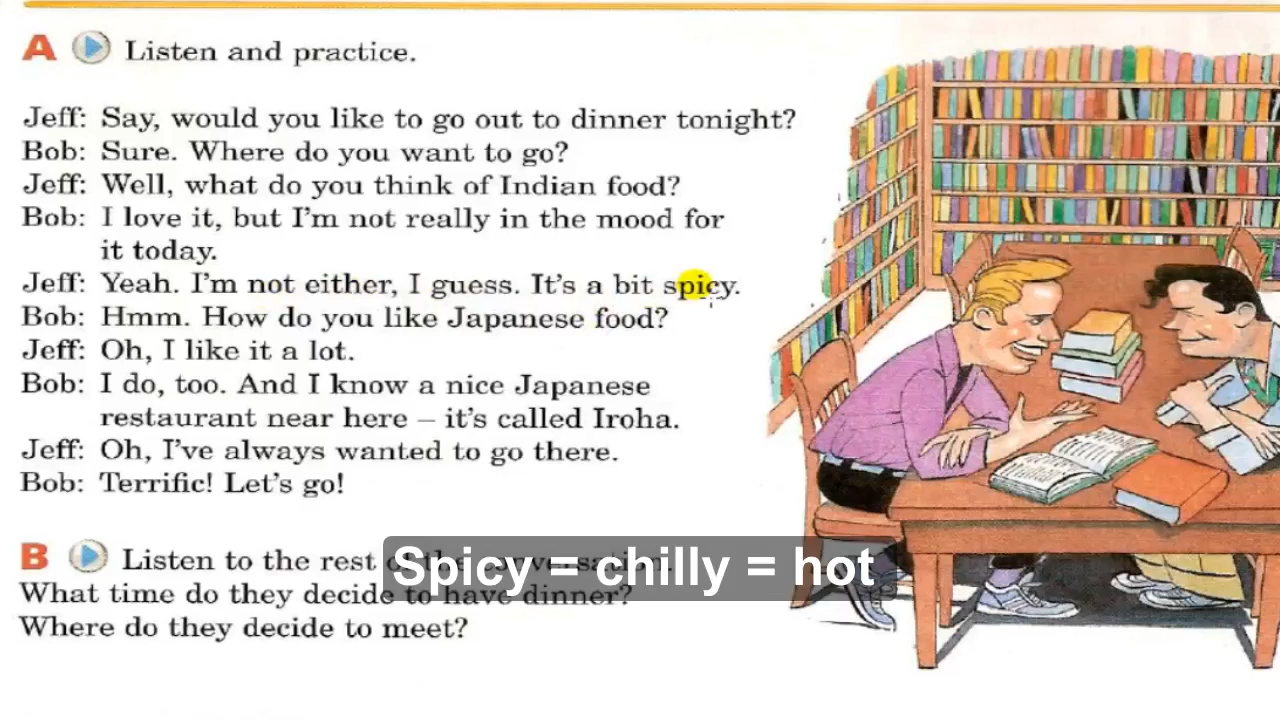 A Listen and practice.
Jeff: Say, would you like to go out to dinner tonight?
Bob: Sure. Where do you want to go?
Jeff: Well, what do you think of Indian food?
Bob: I love it, but I'm not really in the mood for
it today.
Jeff: Yeah. I'm not either, I guess. It's a bit spicy.
Bob: Hmm. How do you like Japanese food?
Jeff: Oh, I like it a lot.
Bob: I do, too. And I know a nice Japanese
restaurant near here – it's called Iroha.
Jeff: Oh, I've always wanted to go there.
Bob: Terrific! Let's go!
B Listen to the rest of the conversation.
Spicy = chilly = hot
What time do they decide to have dinner?
Where do they decide to meet?